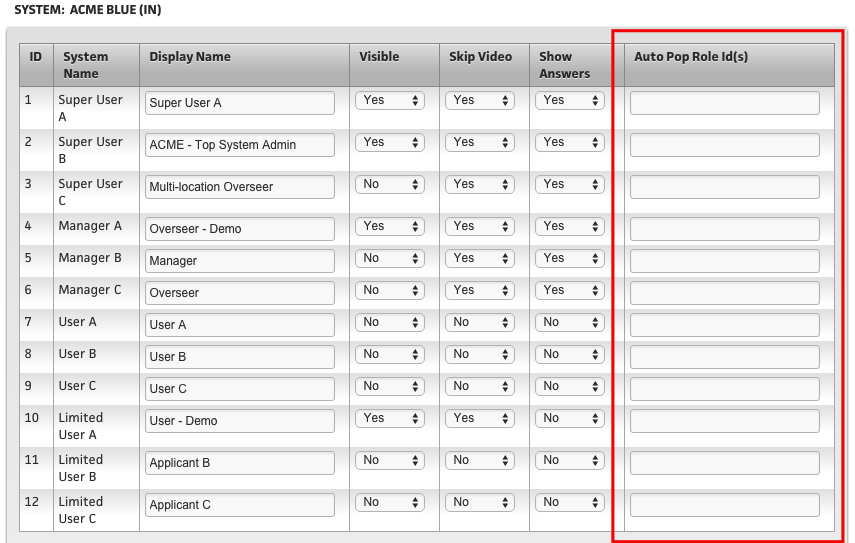 SYSTEM: ACME BLUE (IN)
ID System Name Display Name Visible Skip Video Show Answers Auto Pop Role Id(s)
1 Super User A Super User A Yes Yes Yes
2 Super User B ACME - Top System Admin Yes Yes Yes
3 Super User C Multi-location Overseer No Yes Yes
4 Manager A Overseer - Demo Yes Yes Yes
5 Manager B Manager No Yes Yes
6 Manager C Overseer No Yes Yes
7 User A User A No No No
8 User B User B No No No
9 User C User C No No No
10 Limited User A User - Demo Yes Yes No
11 Limited User B Applicant B No No No
12 Limited User C Applicant C No No No